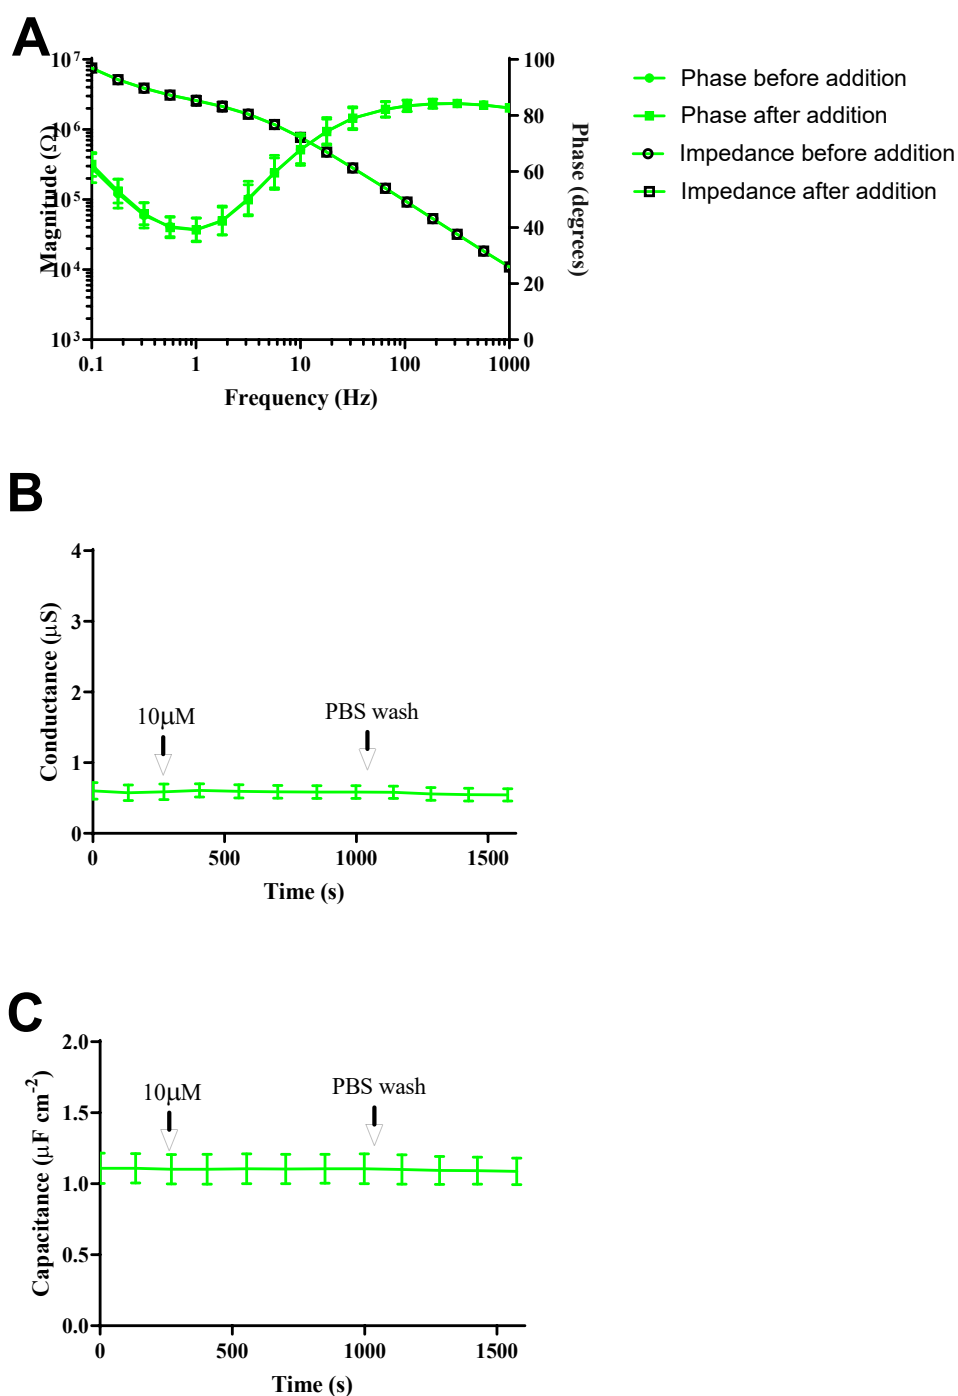 A
10⁷
10⁶
10⁵
10⁴
10³
Magnitude (Ω)
100
80
60
40
20
0
Phase (degrees)
0.1 1 10 100 1000
Frequency (Hz)
Phase before addition
Phase after addition
Impedance before addition
Impedance after addition
B
4
3
2
1
0
Conductance (μS)
10μM
PBS wash
0 500 1000 1500
Time (s)
C
2.0
1.5
1.0
0.5
0.0
Capacitance (μF cm⁻²)
10μM
PBS wash
0 500 1000 1500
Time (s)